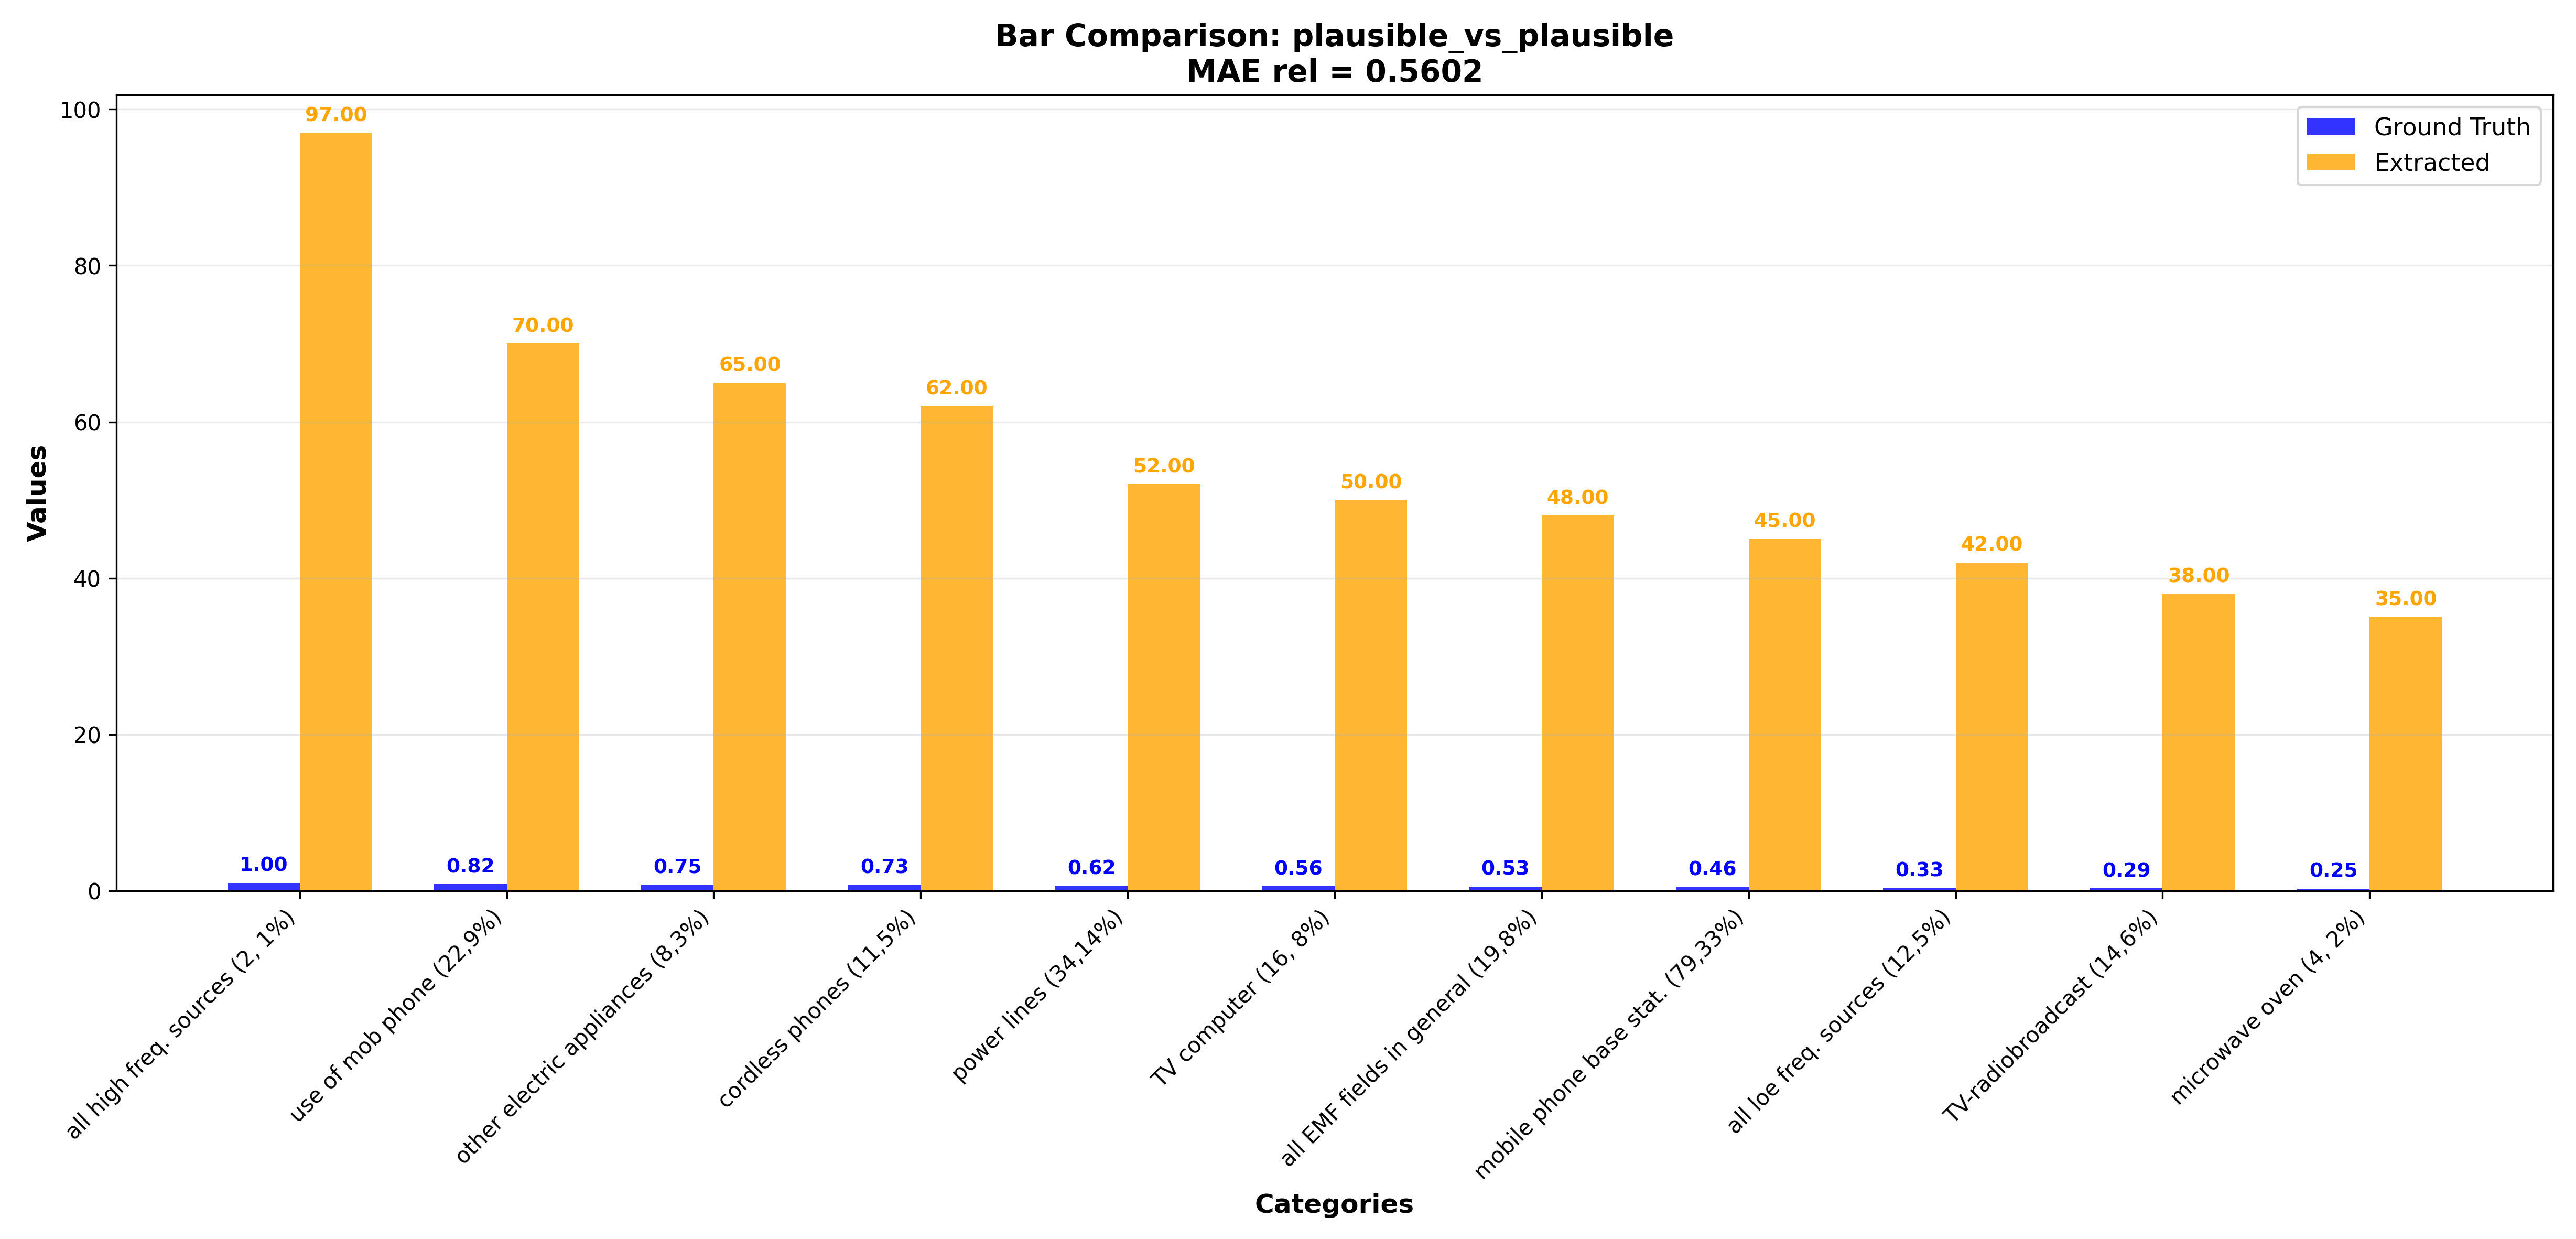 Bar Comparison: plausible_vs_plausible
MAE rel = 0.5602
Ground Truth
Extracted
Values
100
80
60
40
20
0
97.00
70.00
65.00
62.00
52.00
50.00
48.00
45.00
42.00
38.00
35.00
1.00
0.82
0.75
0.73
0.62
0.56
0.53
0.46
0.33
0.29
0.25
all high freq. sources (2, 1%)
use of mob phone (22,9%)
other electric appliances (8,3%)
cordless phones (11,5%)
power lines (34,14%)
TV computer (16, 8%)
all EMF fields in general (19,8%)
mobile phone base stat. (79,33%)
all loe freq. sources (12,5%)
TV-radiobroadcast (14,6%)
microwave oven (4, 2%)
Categories